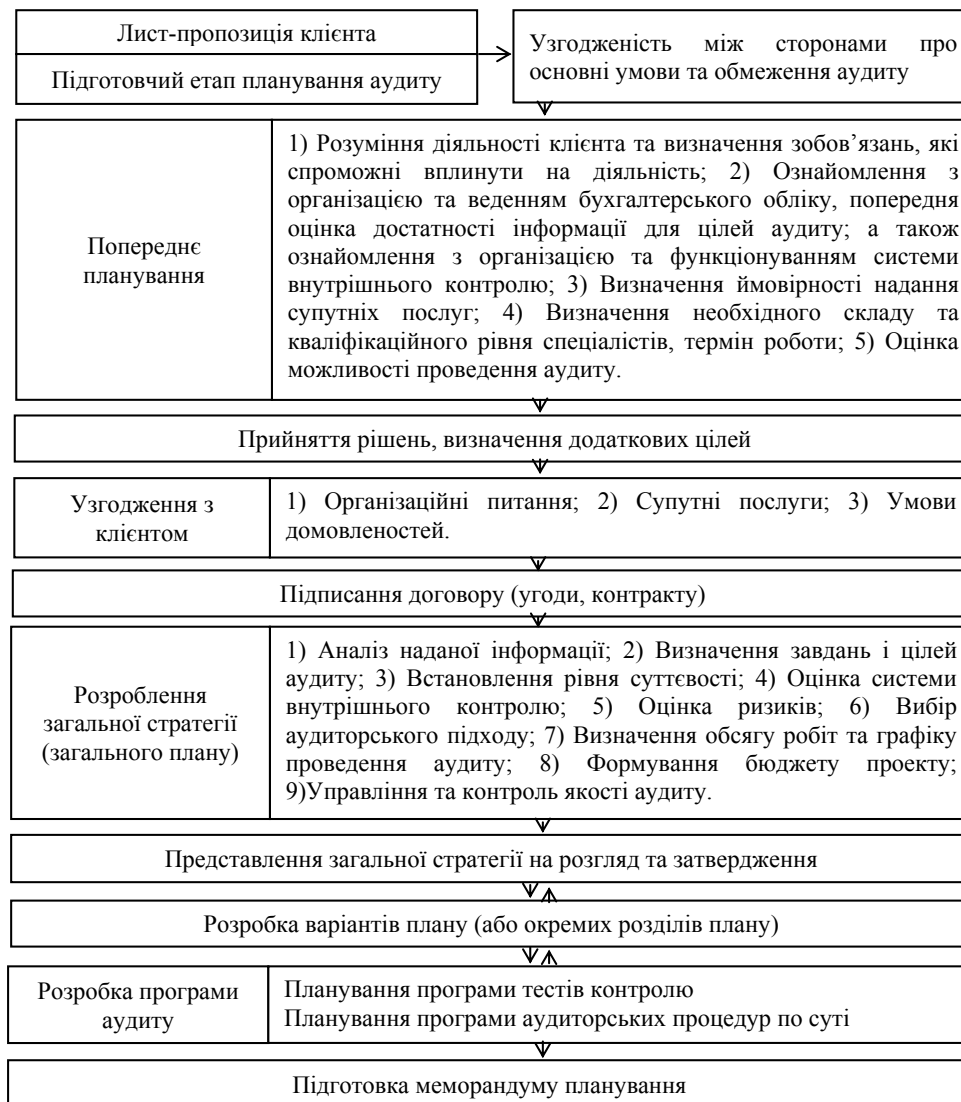 Лист-пропозиція клієнта
Підготовчий етап планування аудиту
Узгодженість між сторонами про
основні умови та обмеження аудиту
Попереднє
планування
1) Розуміння діяльності клієнта та визначення зобов’язань, які
спроможні вплинути на діяльність; 2) Ознайомлення з
організацією та веденням бухгалтерського обліку, попередня
оцінка достатності інформації для цілей аудиту; а також
ознайомлення з організацією та функціонуванням системи
внутрішнього контролю; 3) Визначення ймовірності надання
супутніх послуг; 4) Визначення необхідного складу та
кваліфікаційного рівня спеціалістів, термін роботи; 5) Оцінка
можливості проведення аудиту.
Прийняття рішень, визначення додаткових цілей
Узгодження з
клієнтом
1) Організаційні питання; 2) Супутні послуги; 3) Умови
домовленостей.
Підписання договору (угоди, контракту)
Розроблення
загальної стратегії
(загального плану)
1) Аналіз наданої інформації; 2) Визначення завдань і цілей
аудиту; 3) Встановлення рівня суттєвості; 4) Оцінка системи
внутрішнього контролю; 5) Оцінка ризиків; 6) Вибір
аудиторського підходу; 7) Визначення обсягу робіт та графіку
проведення аудиту; 8) Формування бюджету проекту;
9)Управління та контроль якості аудиту.
Представлення загальної стратегії на розгляд та затвердження
Розробка варіантів плану (або окремих розділів плану)
Розробка програми
аудиту
Планування програми тестів контролю
Планування програми аудиторських процедур по суті
Підготовка меморандуму планування